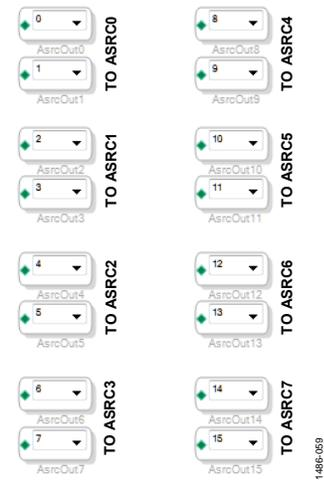 0
AsrcOut0
1
AsrcOut1
TO ASRC0
2
AsrcOut2
3
AsrcOut3
TO ASRC1
4
AsrcOut4
5
AsrcOut5
TO ASRC2
6
AsrcOut6
7
AsrcOut7
TO ASRC3
8
AsrcOut8
9
AsrcOut9
TO ASRC4
10
AsrcOut10
11
AsrcOut11
TO ASRC5
12
AsrcOut12
13
AsrcOut13
TO ASRC6
14
AsrcOut14
15
AsrcOut15
TO ASRC7
1486-059